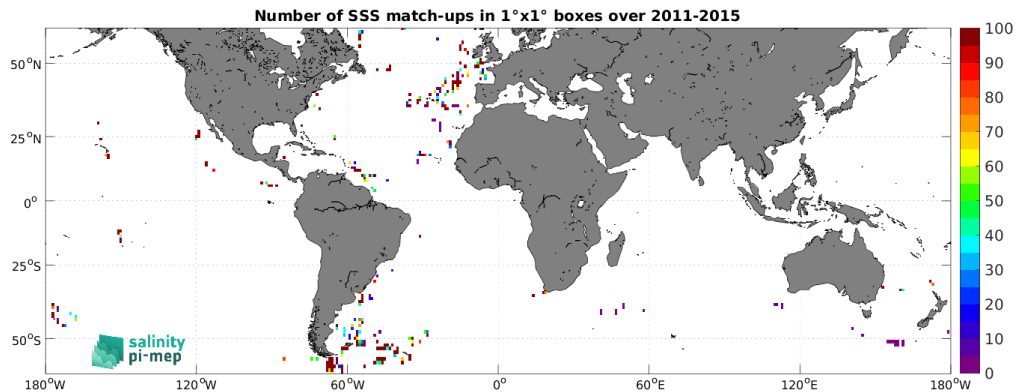 Number of SSS match-ups in 1°x1° boxes over 2011-2015
50°N
25°N
0°
25°S
50°S
180°W
120°W
60°W
0°
60°E
120°E
180°W
100
90
80
70
60
50
40
30
20
10
0
salinity
pi-mep